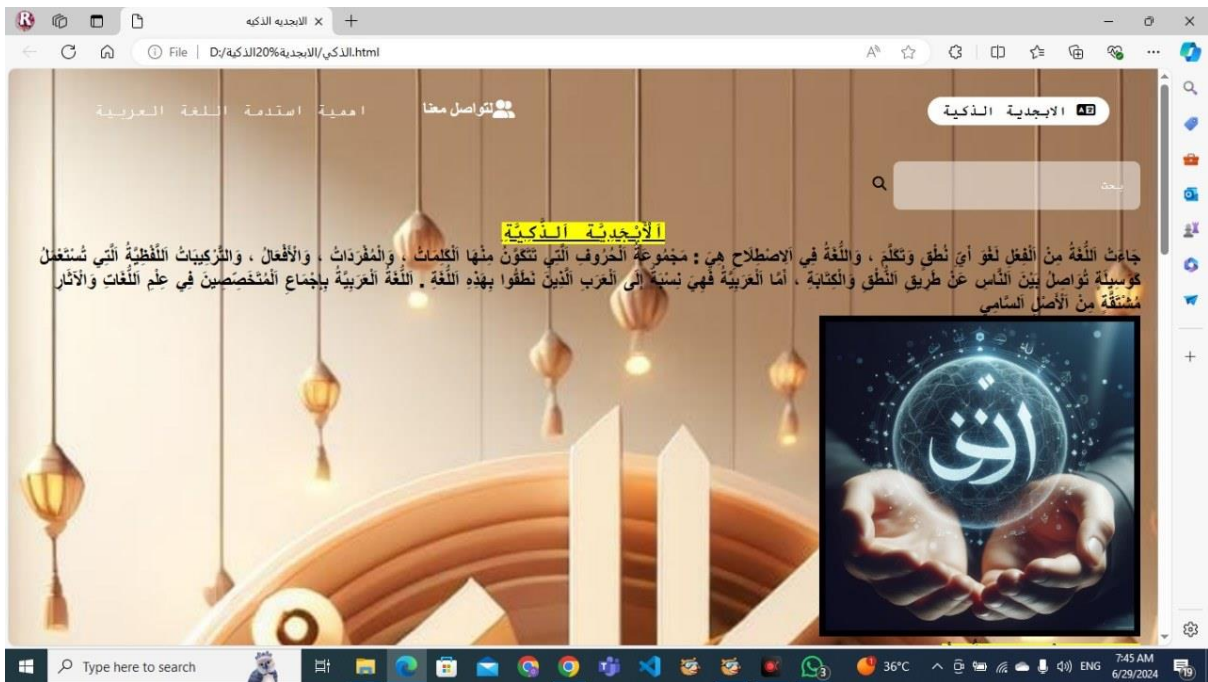 الابجديه الذكيه
File
D:/الذكي/الابجدية%20الذكية.html
الابجدية الذكية
لتواصل معنا
اهمية استدمة اللغة العربية
بحث
اَلْأَبْجَدِيَّة اَلذَّكِيَّةِ
جَاءَتْ اَللُّغَةُ مِنْ اَلْفِعْلِ لَغْو أَيْ نُطْقٍ وَتَكَلُّمٍ ، وَاللُّغَةُ فِي اَلِاصْطِلَاحِ هِيَ : مَجْمُوعَةُ اَلْحُرُوفِ اَلَّتِي تَتَكَوَّنُ مِنْهَا اَلْكَلِمَاتُ ، وَالْمُفْرَدَاتُ ، وَالْأَفْعَالُ ، وَالتَّرْكِيبَاتُ اَللَّفْظِيَّةُ اَلَّتِي تُسْتَعْمَلُ
كَوَسِيلَةِ تُوَاصِلُ بَيْنَ اَلنَّاسِ عَنْ طَرِيقِ اَلنُّطْقِ وَالْكِتَابَةِ ، أَمَّا اَلْعَرَبِيَّةُ فَهِيَ نِسْبَةٌ إِلَى اَلْعَرَبِ اَلَّذِينَ نَطَقُوا بِهَذِهِ اَللُّغَةِ . اَللُّغَةُ اَلْعَرَبِيَّةُ بِإِجْمَاعِ اَلْمُتَخَصِّصِينَ فِي عِلْمِ اَللُّغَاتِ وَالْآثَارِ
مُشْتَقَّةٍ مِنْ اَلْأَصْلِ اَلسَّامِي
Type here to search
36°C
ENG
7:45 AM
6/29/2024